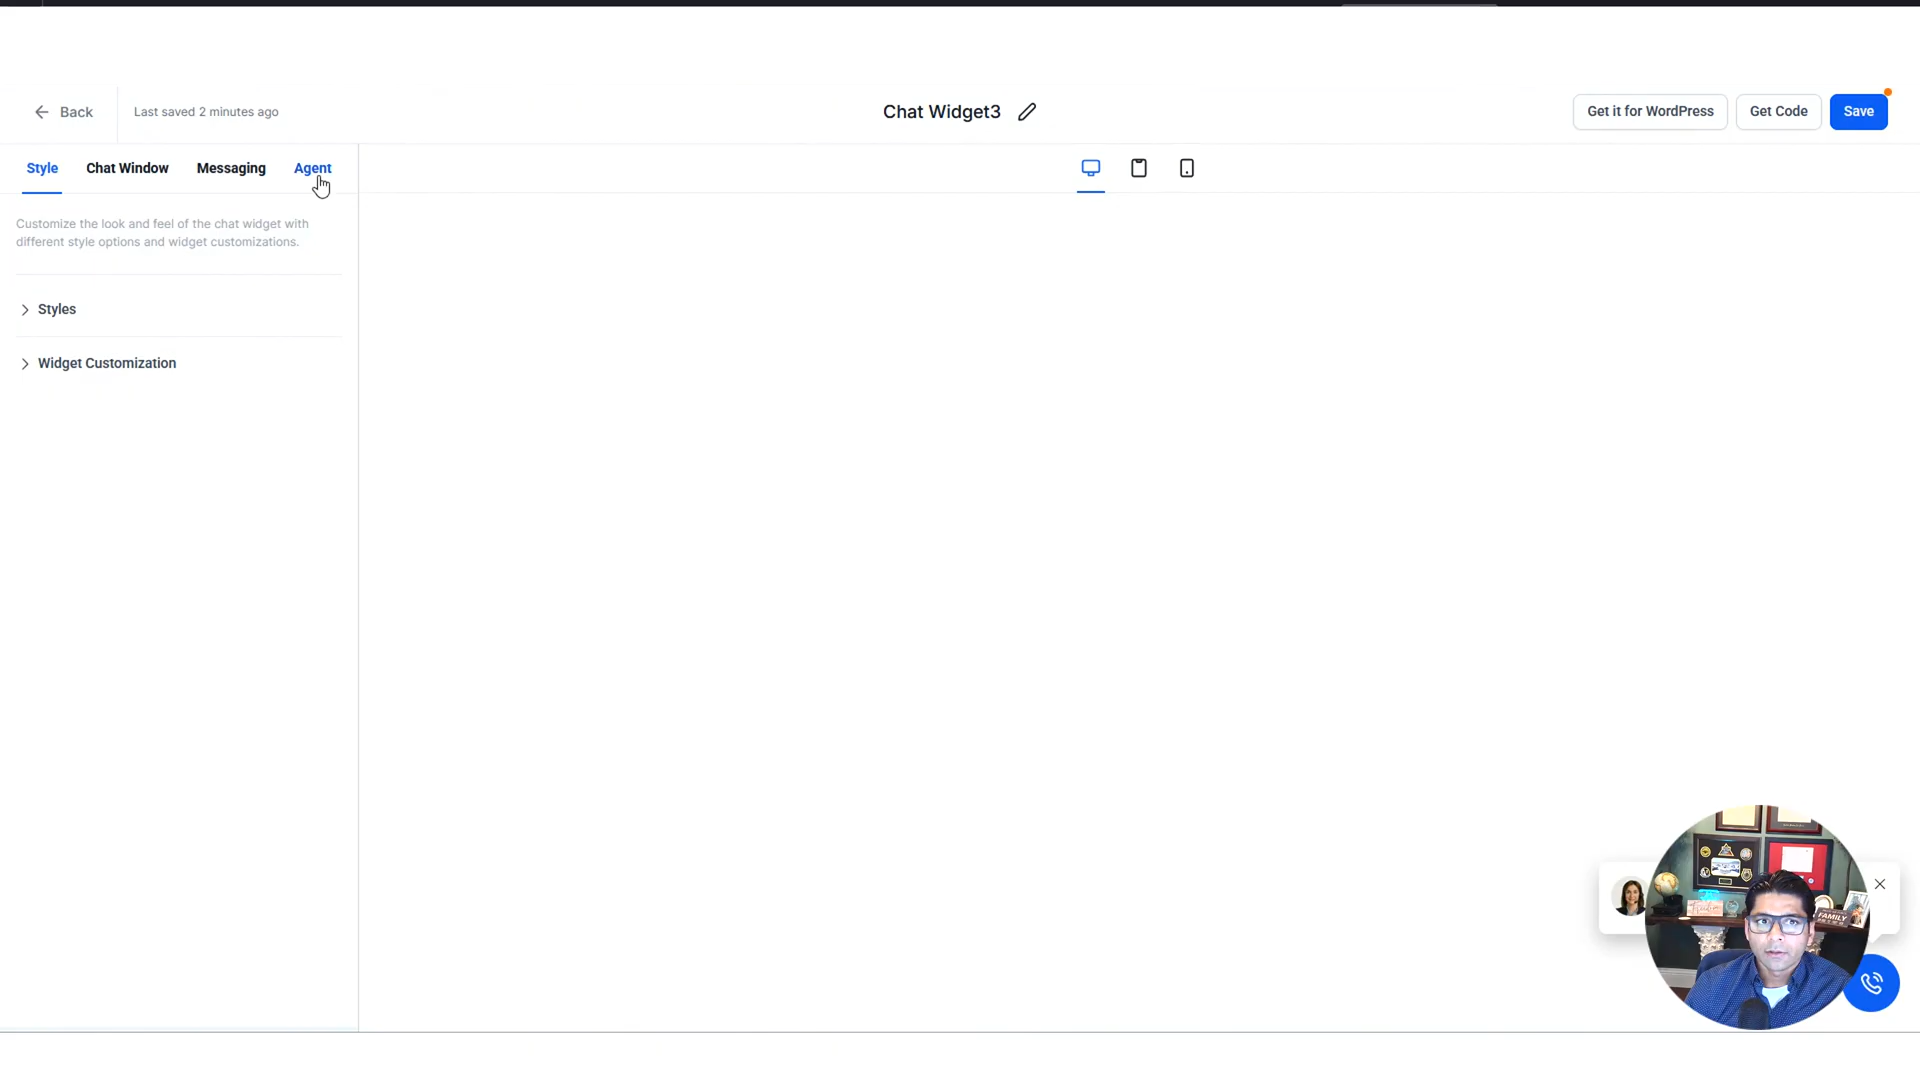 Back
Last saved 2 minutes ago
Chat Widget3
Get it for WordPress
Get Code
Save
Style
Chat Window
Messaging
Agent
Customize the look and feel of the chat widget with
different style options and widget customizations.
Styles
Widget Customization
FAMILY